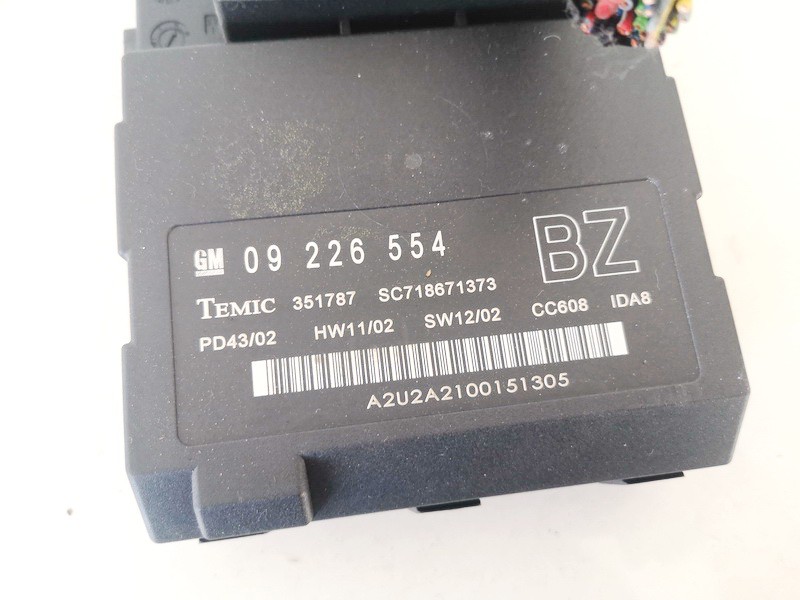 GM 09 226 554 BZ
TEMIC 351787 SC718671373
PD43/02 HW11/02 SW12/02 CC608 IDA8
A2U2A2100151305